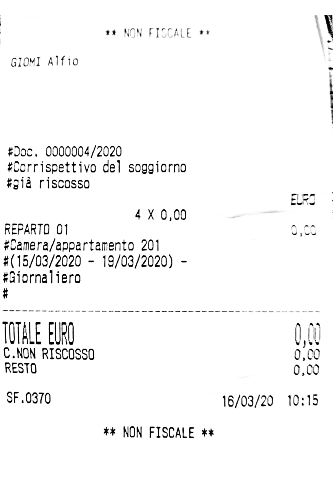 ** NON FISCALE **
GIOMI Alfio
#Doc. 0000004/2020
#Corrispettivo del soggiorno
#già riscosso
EURO
4 X 0,00
REPARTO 01 0,00
#Camera/appartamento 201
#(15/03/2020 - 19/03/2020) -
#Giornaliero
#
TOTALE EURO 0,00
C.NON RISCOSSO 0,00
RESTO 0,00
SF.0370 16/03/20 10:15
** NON FISCALE **